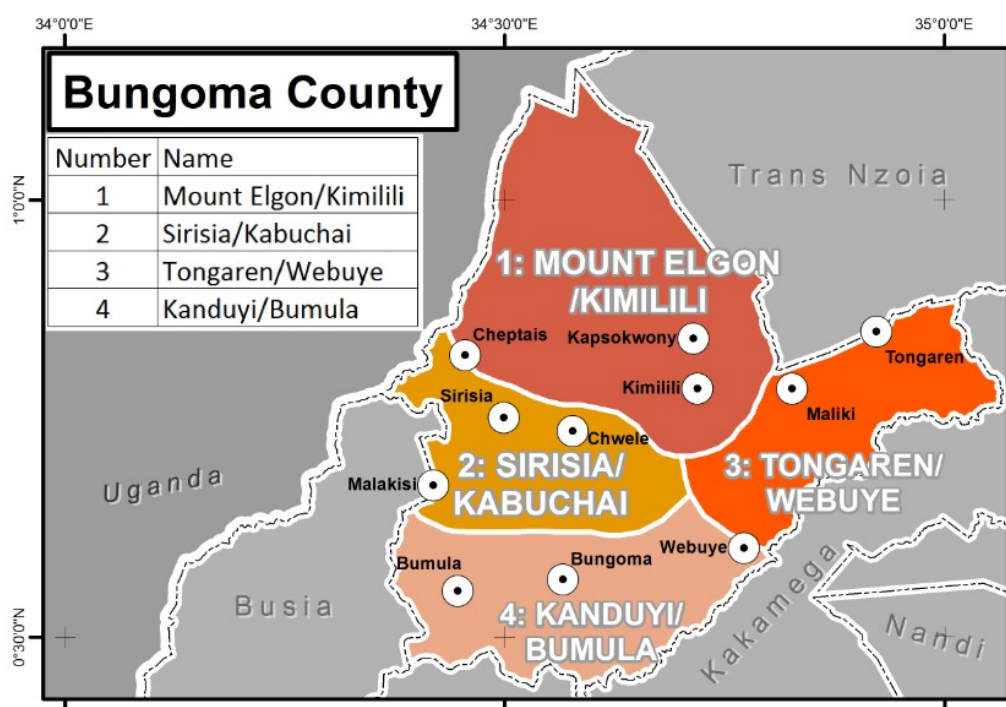 34°0'0"E
34°30'0"E
35°0'0"E
Bungoma County
Number Name
1 Mount Elgon/Kimilili
2 Sirisia/Kabuchai
3 Tongaren/Webuye
4 Kanduyi/Bumula
Trans Nzoia
1°0'0"N
1: MOUNT ELGON
/KIMILILI
Cheptais
Kapsokwony
Tongaren
Kimilili
Sirisia
Maliki
Chwele
2: SIRISIA/
KABUCHAI
3: TONGAREN/
WEBUYE
Uganda
Malakisi
Webuye
Bumula
Bungoma
Busia
4: KANDUYI/
BUMULA
Kakamega
Nandi
0°30'0"N